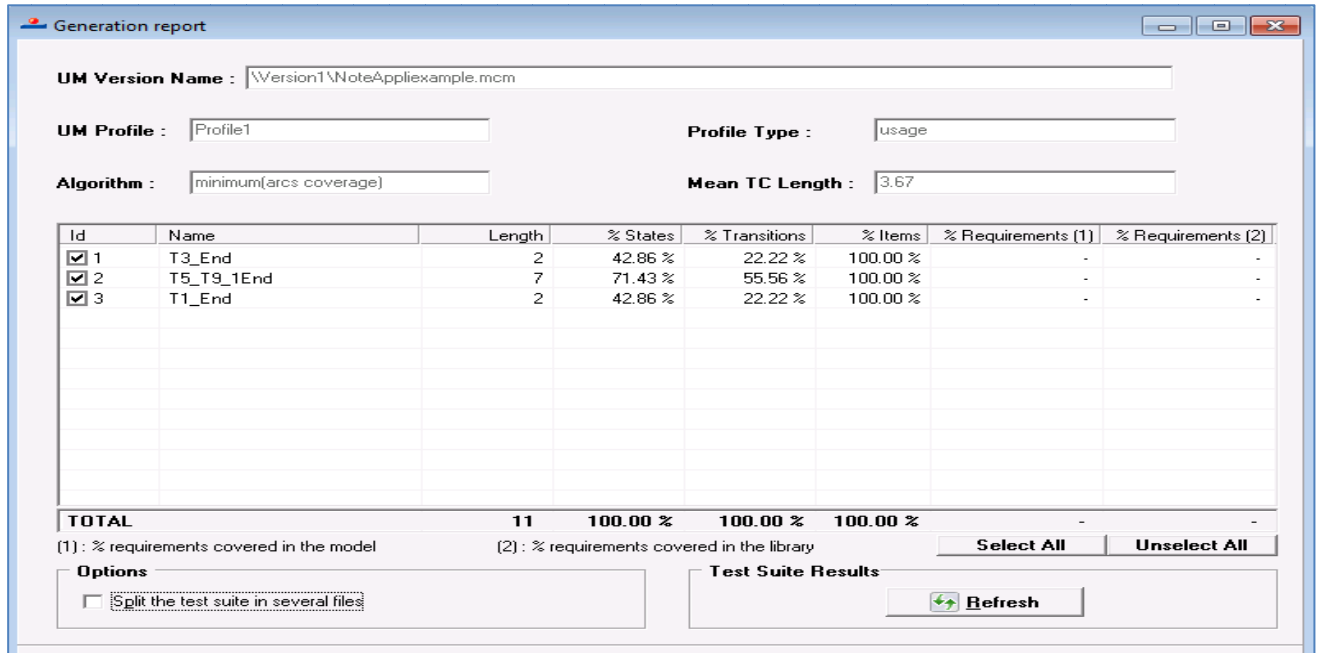 Generation report
UM Version Name : \Version1\NoteAppliexample.mcm
UM Profile : Profile1 Profile Type : usage
Algorithm : minimum(arcs coverage) Mean TC Length : 3.67
Id Name Length % States % Transitions % Items % Requirements (1) % Requirements (2)
1 T3_End 2 42.86 % 22.22 % 100.00 % - -
2 T5_T9_1End 7 71.43 % 55.56 % 100.00 % - -
3 T1_End 2 42.86 % 22.22 % 100.00 % - -
TOTAL 11 100.00 % 100.00 % 100.00 % - -
(1) : % requirements covered in the model (2) : % requirements covered in the library Select All Unselect All
Options Test Suite Results
Split the test suite in several files Refresh